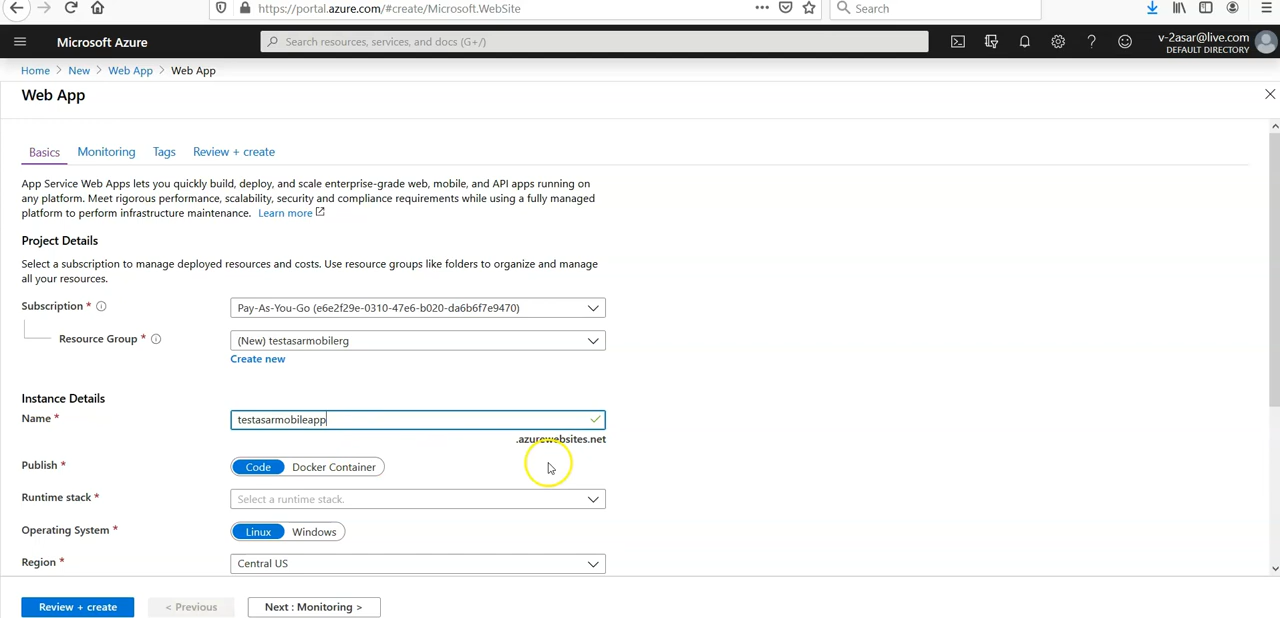 https://portal.azure.com/#create/Microsoft.WebSite
Search
Microsoft Azure
Search resources, services, and docs (G+/)
v-2asar@live.com
DEFAULT DIRECTORY
Home > New > Web App > Web App
Web App
Basics Monitoring Tags Review + create
App Service Web Apps lets you quickly build, deploy, and scale enterprise-grade web, mobile, and API apps running on
any platform. Meet rigorous performance, scalability, security and compliance requirements while using a fully managed
platform to perform infrastructure maintenance. Learn more
Project Details
Select a subscription to manage deployed resources and costs. Use resource groups like folders to organize and manage
all your resources.
Subscription *
Pay-As-You-Go (e6e2f29e-0310-47e6-b020-da6b6f7e9470)
Resource Group *
(New) testasarmobilerg
Create new
Instance Details
Name *
testasarmobileapp
.azurewebsites.net
Publish *
Code Docker Container
Runtime stack *
Select a runtime stack.
Operating System *
Linux Windows
Region *
Central US
Review + create
< Previous
Next : Monitoring >